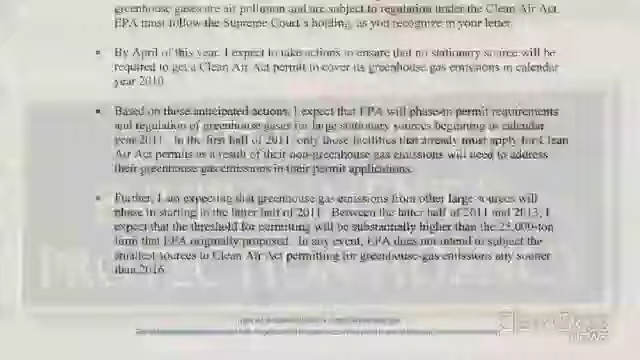 greenhouse gases are air pollution and are subject to regulation under the Clean Air Act.
EPA must follow the Supreme Court's holding, as you recognize in your letter.
• By April of this year, I expect to take actions to ensure that no stationary source will be
required to get a Clean Air Act permit to cover its greenhouse gas emissions in calendar
year 2010.
• Based on those anticipated actions, I expect that EPA will phase-in permit requirements
and regulation of greenhouse gases for large stationary sources beginning in calendar
year 2011. In the first half of 2011, only those facilities that already must apply for Clean
Air Act permits as a result of their non-greenhouse gas emissions will need to address
their greenhouse gas emissions in their permit applications.
• Further, I am expecting that greenhouse gas emissions from other large sources will
phase in starting in the latter half of 2011. Between the latter half of 2011 and 2013, I
expect that the threshold for permitting will be substantially higher than the 25,000-ton
limit that EPA originally proposed. In any event, EPA does not intend to subject the
smallest sources to Clean Air Act permitting for greenhouse-gas emissions any sooner
than 2016.
NEWS